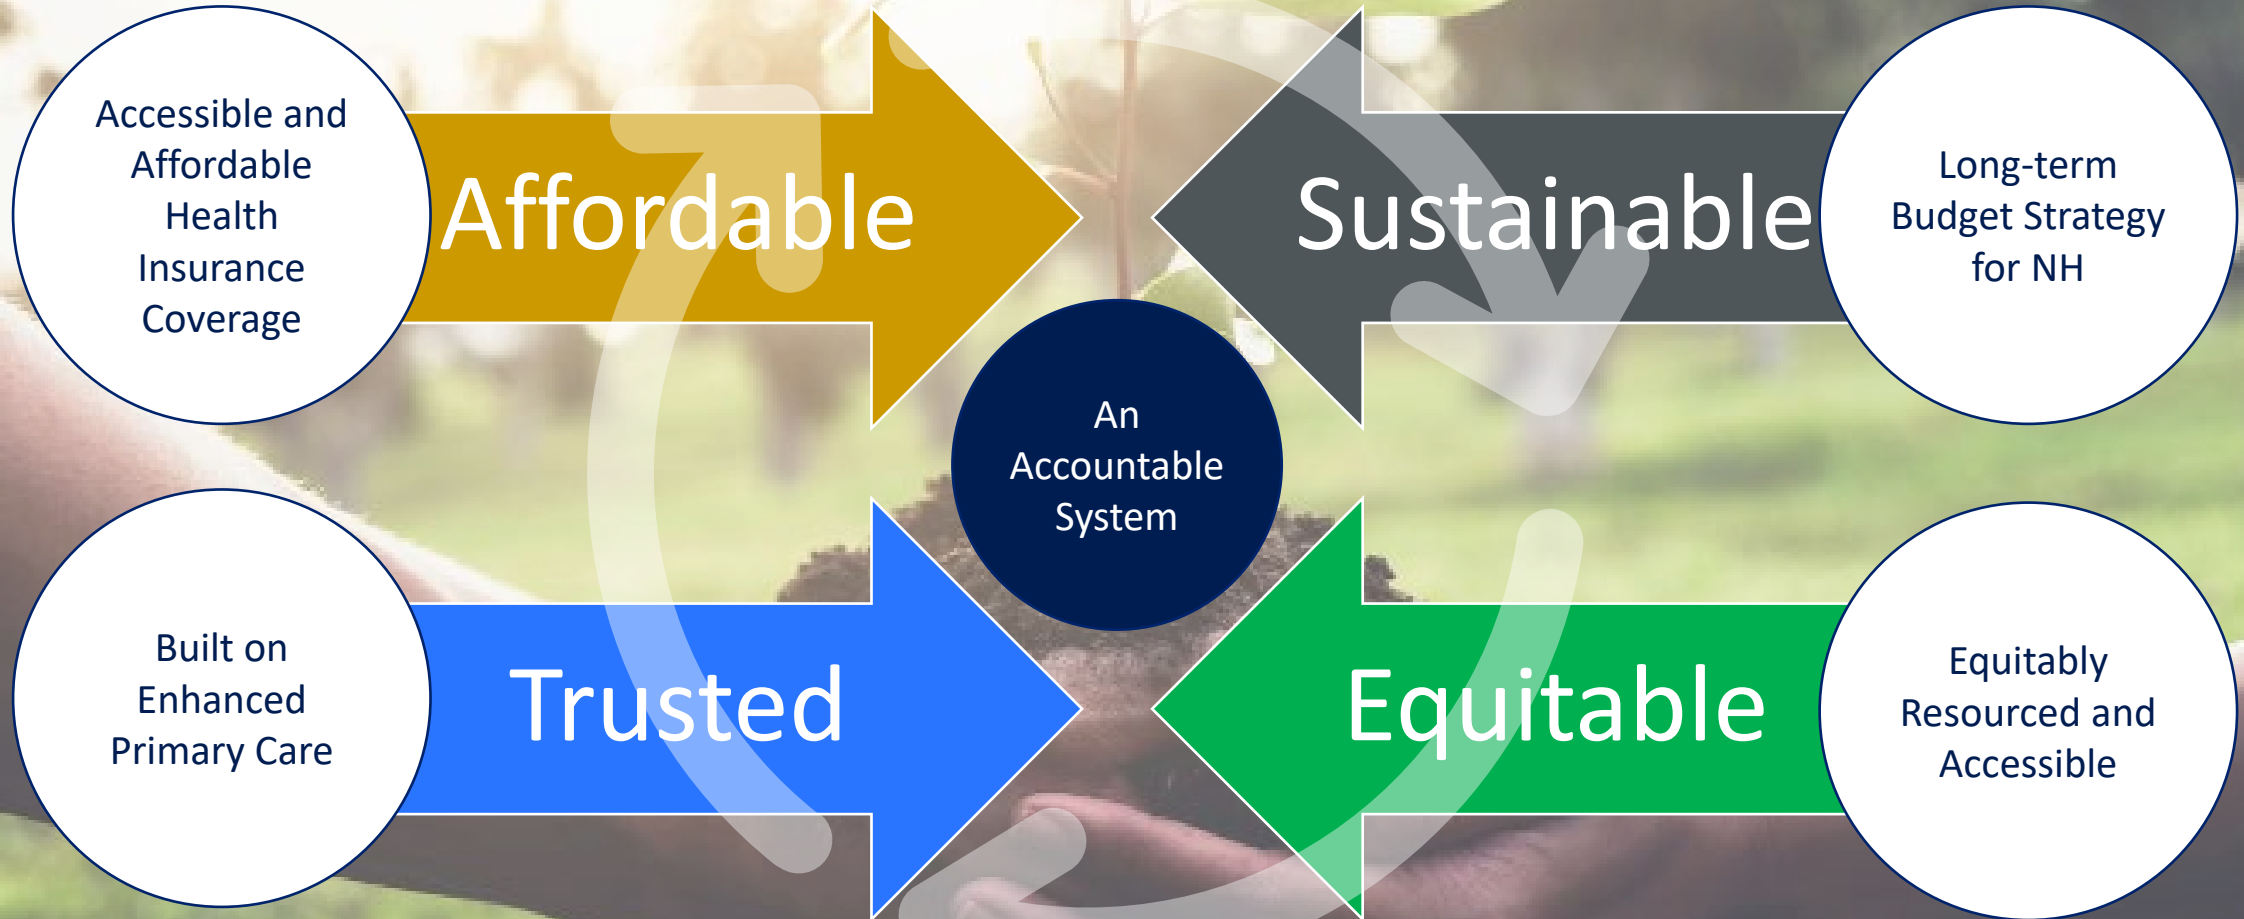 Accessible and
Affordable
Health
Insurance
Coverage
Affordable
Sustainable
Long-term
Budget Strategy
for NH
An
Accountable
System
Built on
Enhanced
Primary Care
Trusted
Equitable
Equitably
Resourced and
Accessible